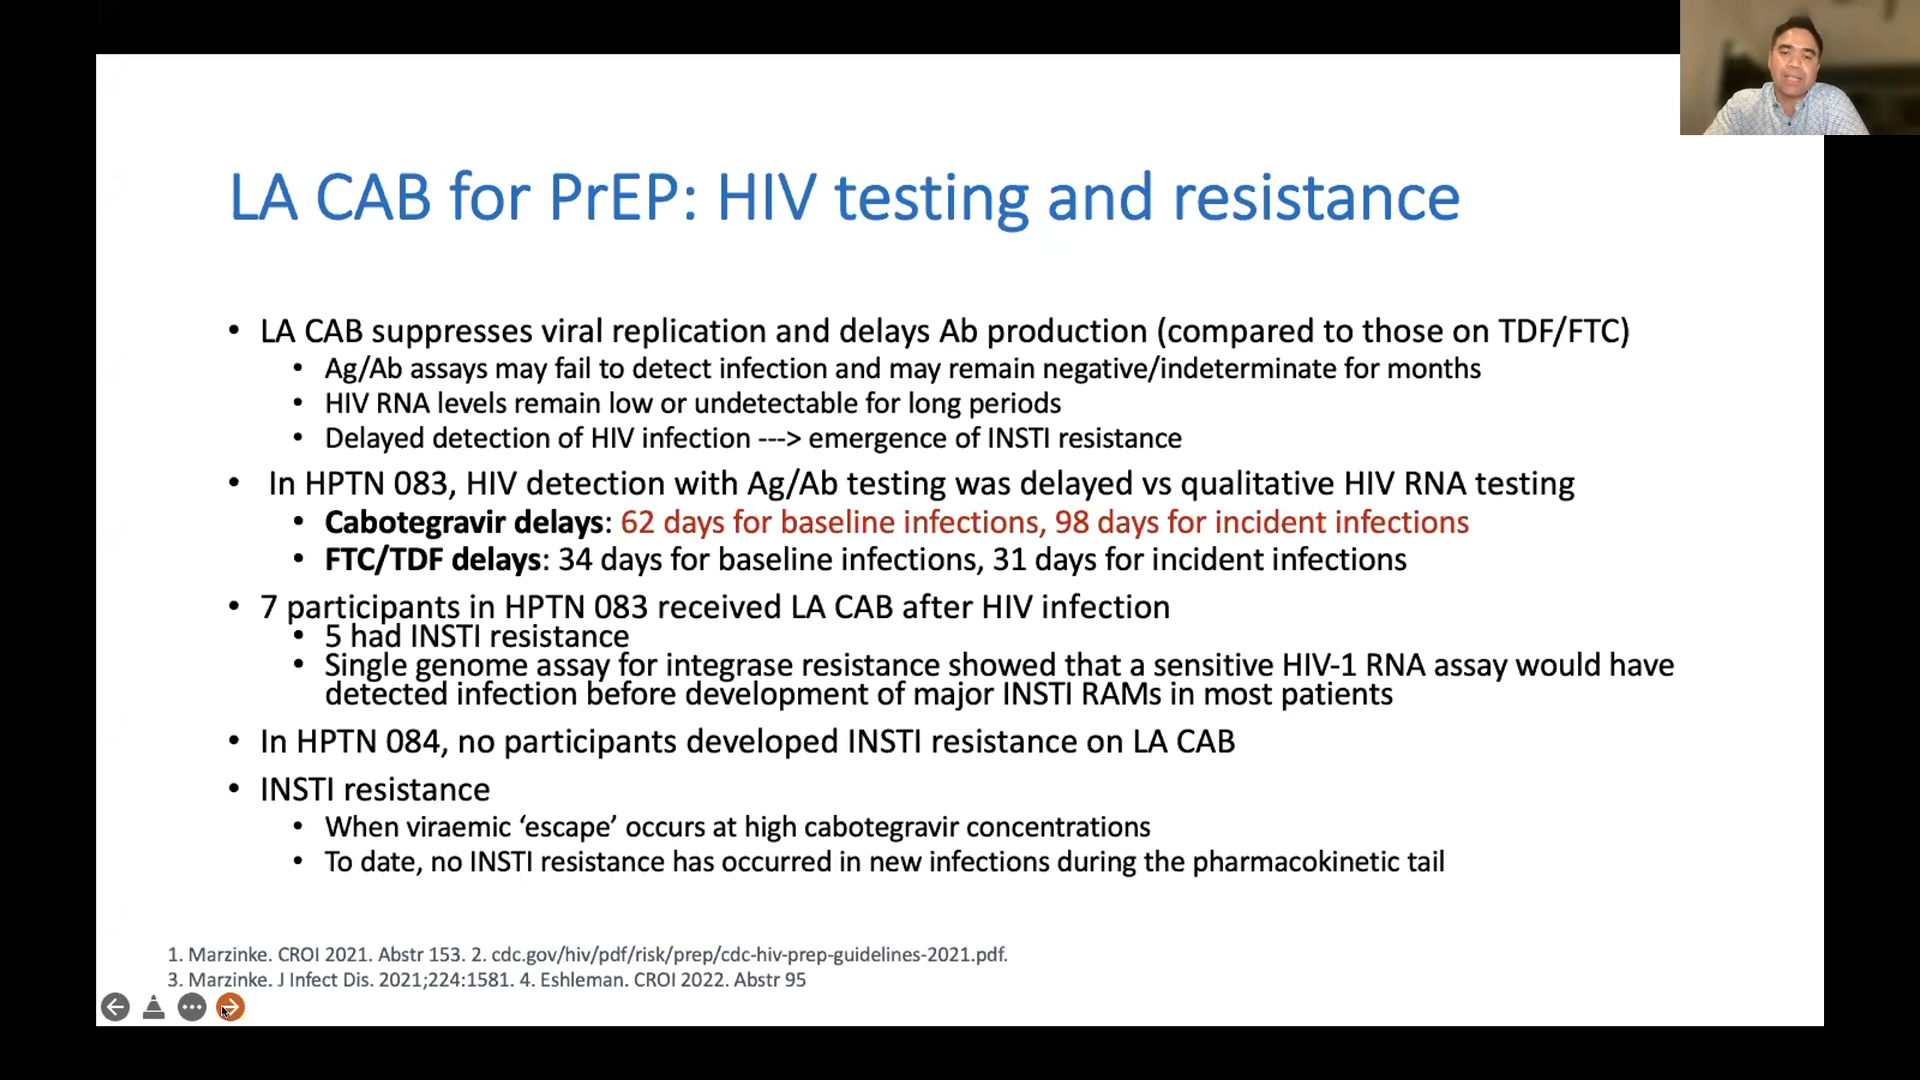 LA CAB for PrEP: HIV testing and resistance
• LA CAB suppresses viral replication and delays Ab production (compared to those on TDF/FTC)
• Ag/Ab assays may fail to detect infection and may remain negative/indeterminate for months
• HIV RNA levels remain low or undetectable for long periods
• Delayed detection of HIV infection ---> emergence of INSTI resistance
• In HPTN 083, HIV detection with Ag/Ab testing was delayed vs qualitative HIV RNA testing
• Cabotegravir delays: 62 days for baseline infections, 98 days for incident infections
• FTC/TDF delays: 34 days for baseline infections, 31 days for incident infections
• 7 participants in HPTN 083 received LA CAB after HIV infection
• 5 had INSTI resistance
• Single genome assay for integrase resistance showed that a sensitive HIV-1 RNA assay would have
detected infection before development of major INSTI RAMs in most patients
• In HPTN 084, no participants developed INSTI resistance on LA CAB
• INSTI resistance
• When viraemic ‘escape’ occurs at high cabotegravir concentrations
• To date, no INSTI resistance has occurred in new infections during the pharmacokinetic tail
1. Marzinke. CROI 2021. Abstr 153. 2. cdc.gov/hiv/pdf/risk/prep/cdc-hiv-prep-guidelines-2021.pdf.
3. Marzinke. J Infect Dis. 2021;224:1581. 4. Eshleman. CROI 2022. Abstr 95